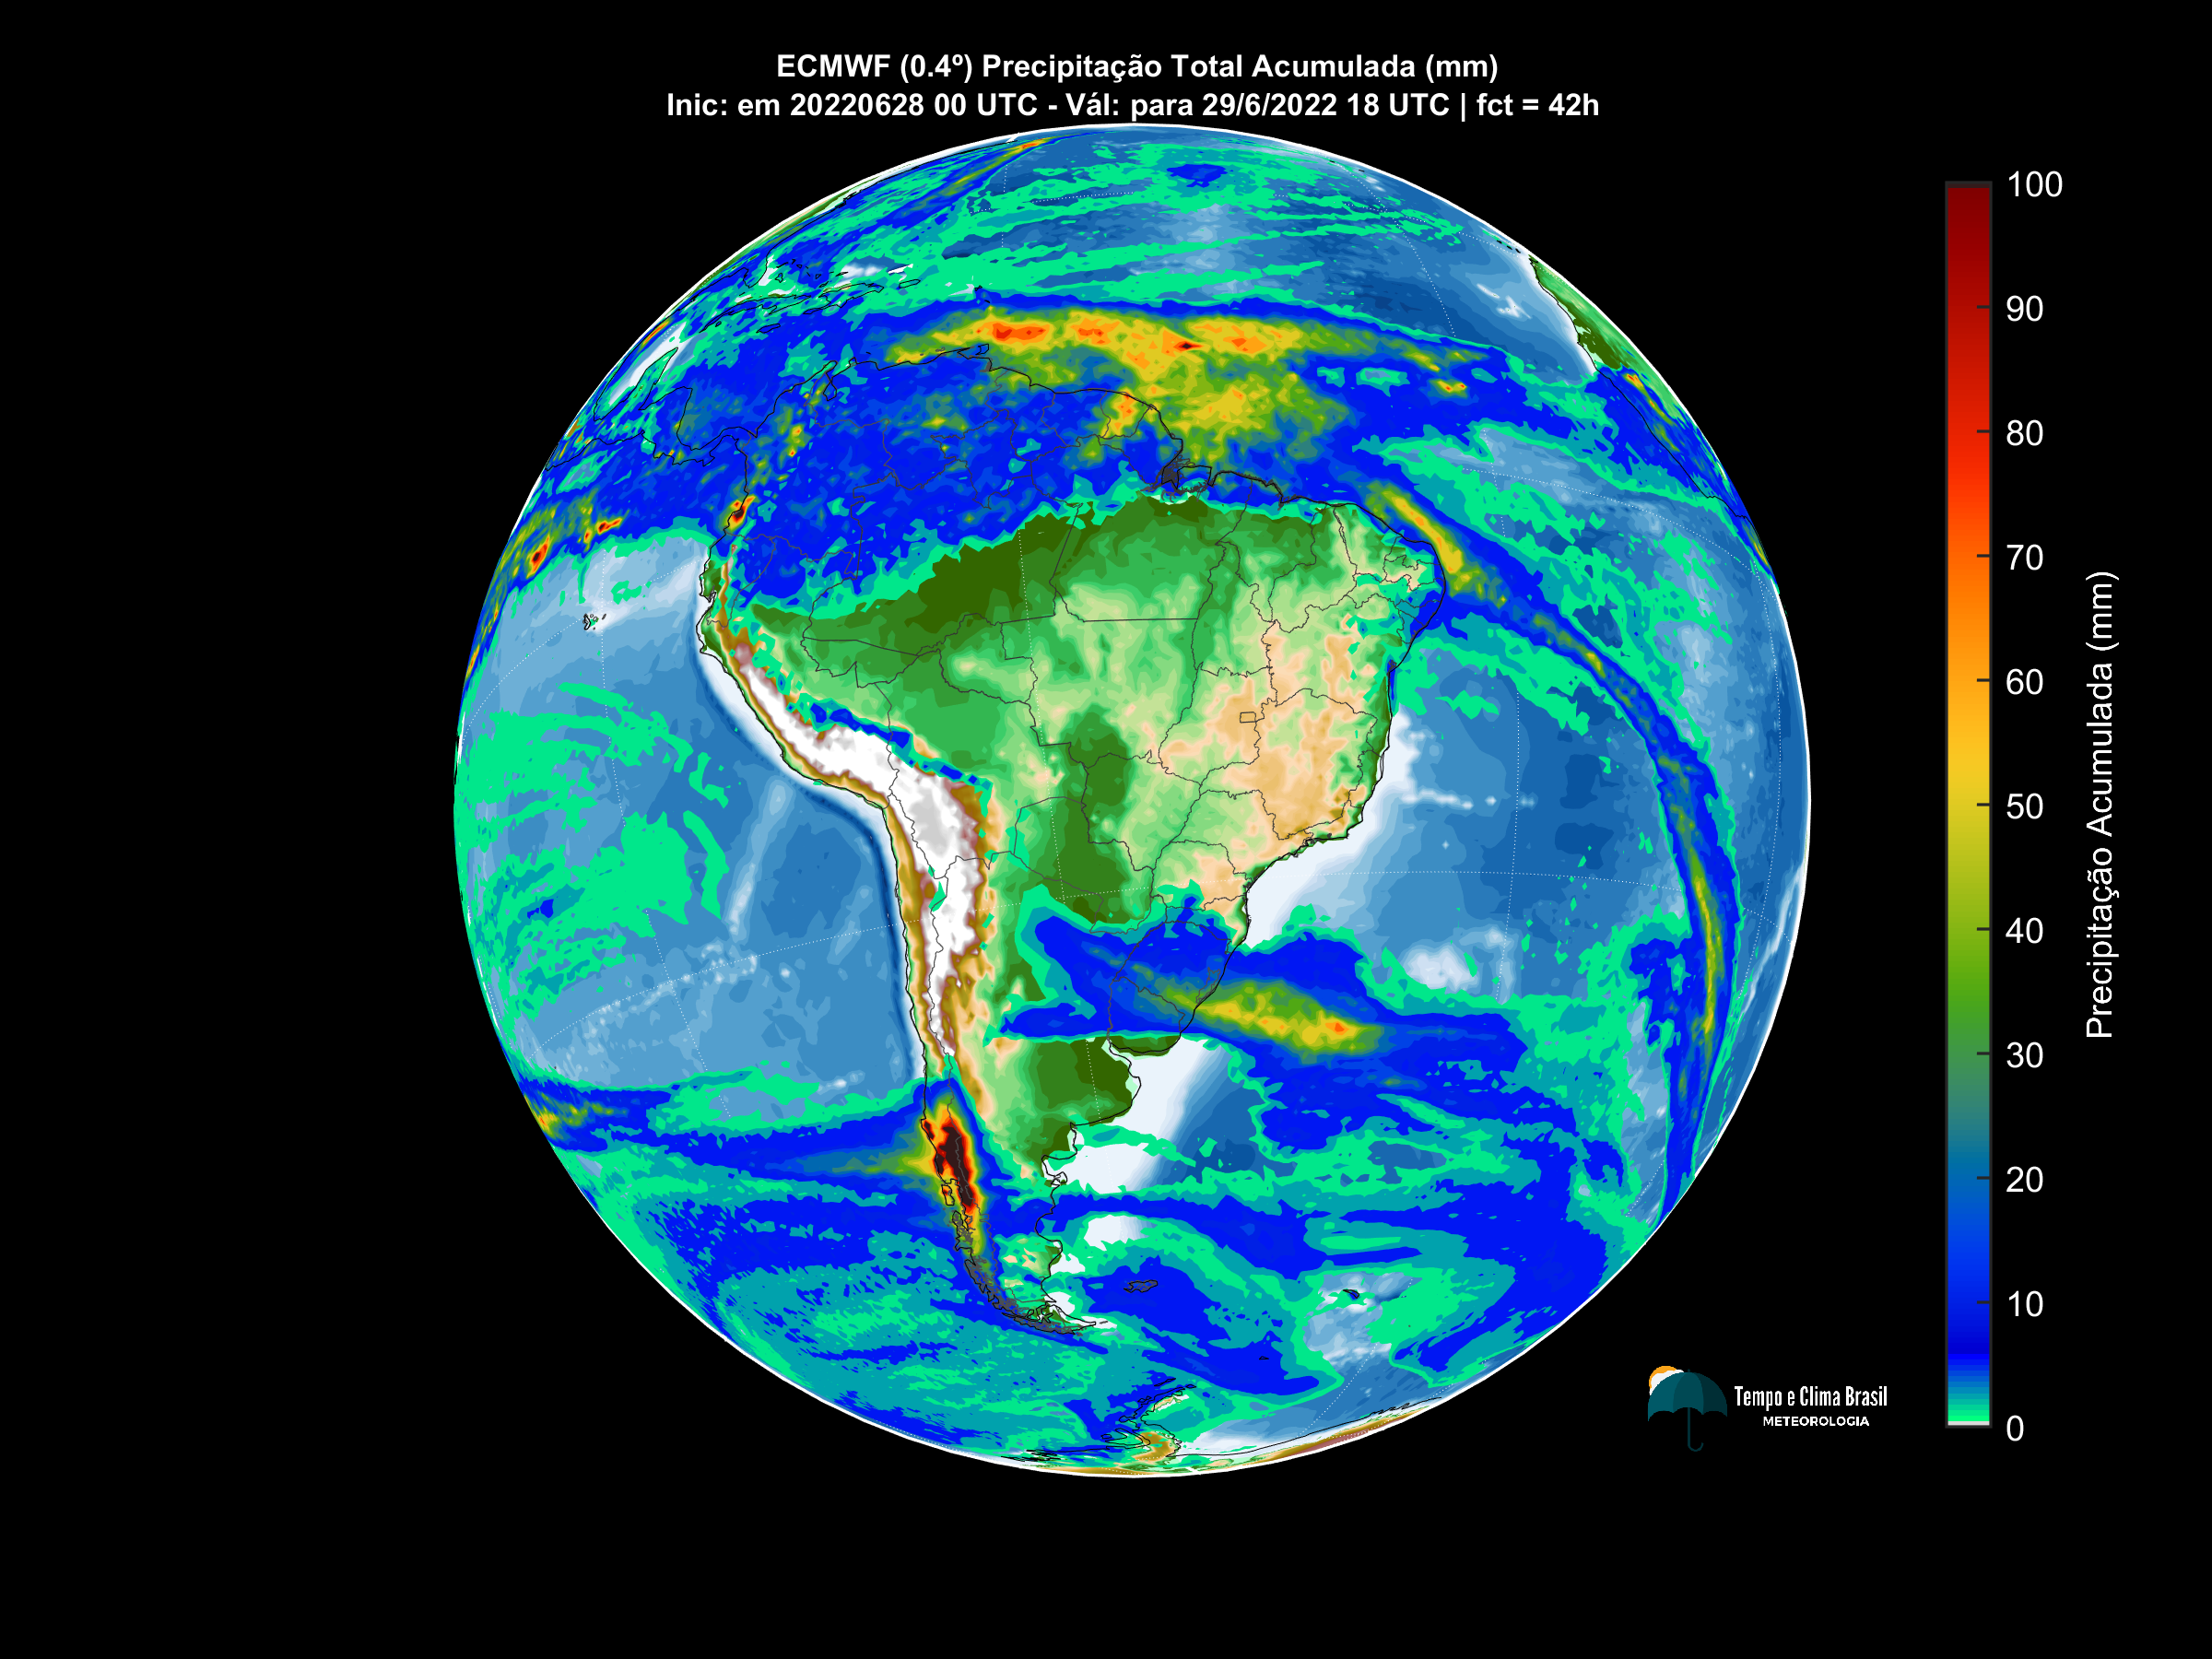 ECMWF (0.4º) Precipitação Total Acumulada (mm)
Inic: em 20220628 00 UTC - Vál: para 29/6/2022 18 UTC | fct = 42h
100
90
80
70
60
50
40
30
20
10
0
Precipitação Acumulada (mm)
Tempo e Clima Brasil
METEOROLOGIA